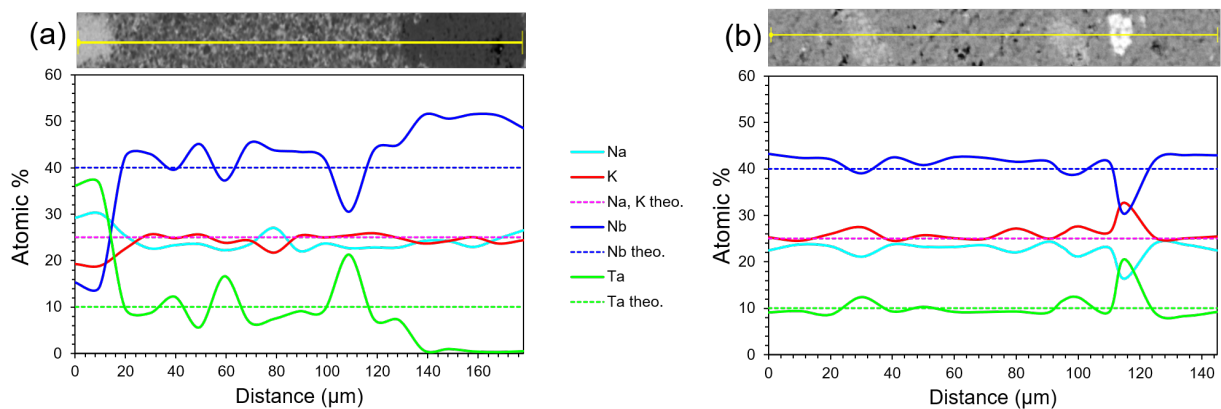 (a)
60
50
40
30
20
10
0
Atomic %
0 20 40 60 80 100 120 140 160
Distance (µm)
Na
K
Na, K theo.
Nb
Nb theo.
Ta
Ta theo.
(b)
60
50
40
30
20
10
0
Atomic %
0 20 40 60 80 100 120 140
Distance (µm)